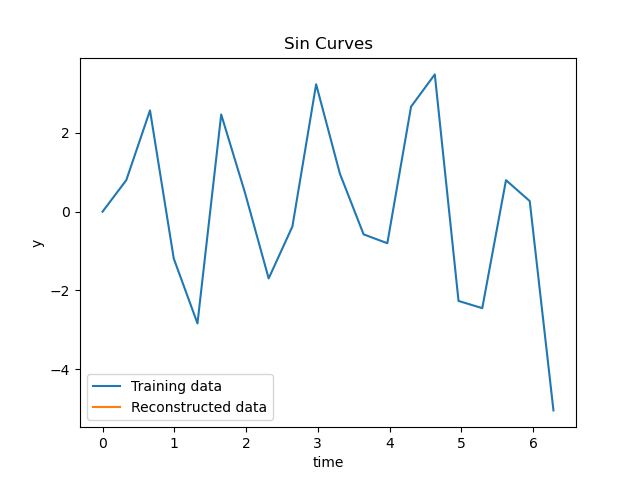 Sin Curves
y
2
0
−2
−4
Training data
Reconstructed data
0 1 2 3 4 5 6
time